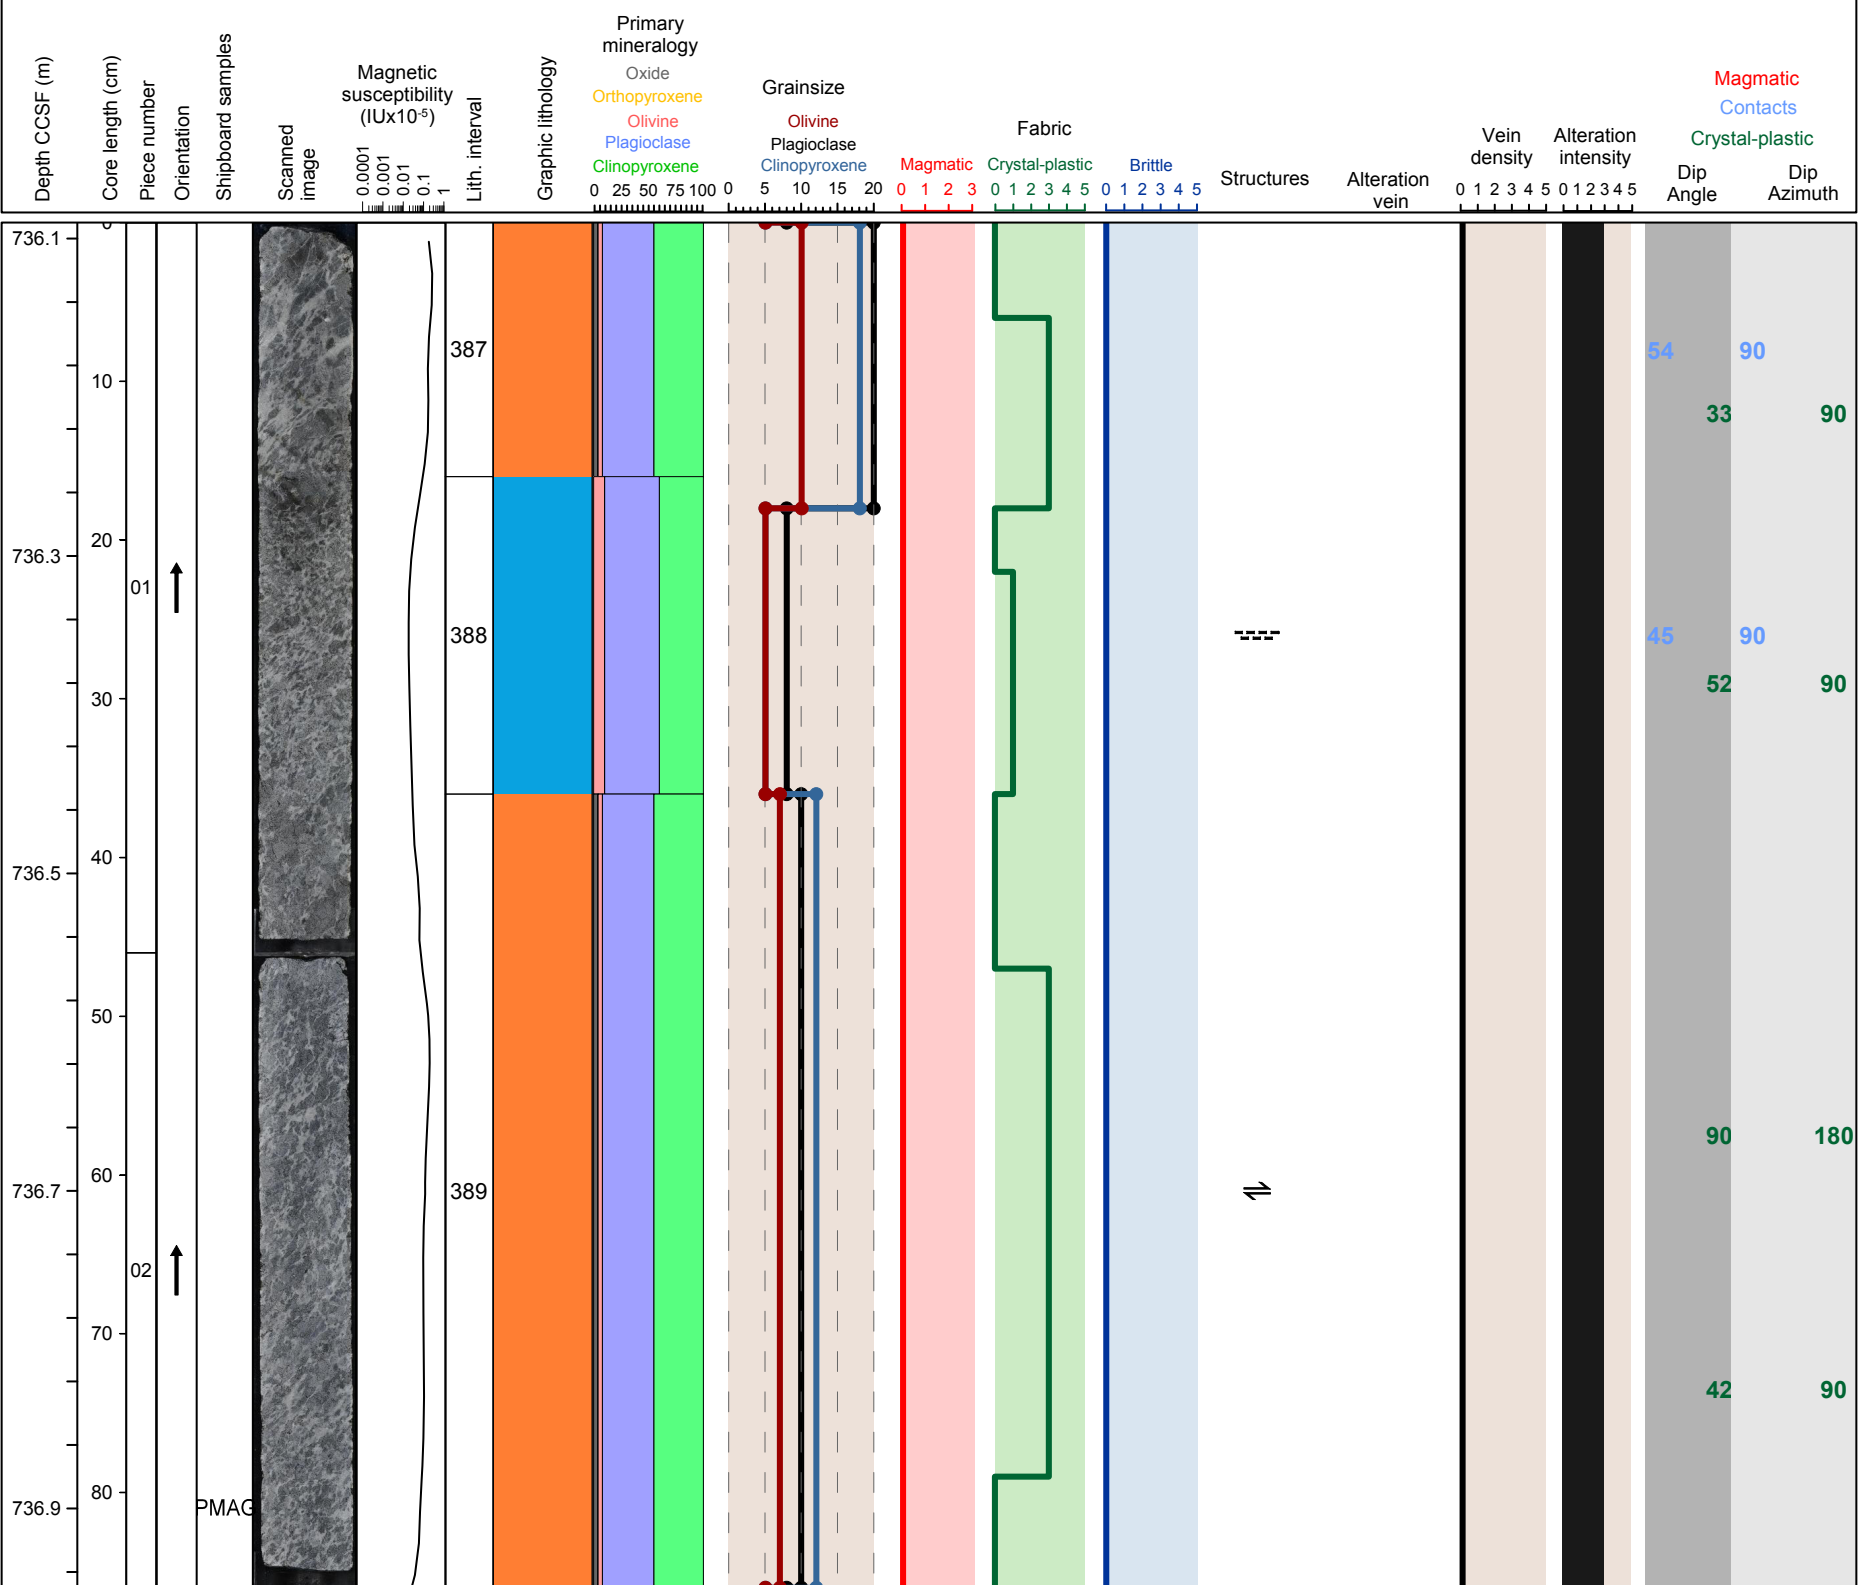 Depth CCSF (m)
Core length (cm)
Piece number
Orientation
Shipboard samples
Scanned
image
Magnetic
susceptibility
(IUx10-5)
0.0001
0.001
0.01
0.1
1
Lith. interval
Graphic lithology
Primary
mineralogy
Oxide
Orthopyroxene
Olivine
Plagioclase
Clinopyroxene
0 25 50 75 100
Grainsize
Olivine
Plagioclase
Clinopyroxene
0 5 10 15 20
Fabric
Magmatic
0 1 2 3
Crystal-plastic
0 1 2 3 4 5
Brittle
0 1 2 3 4 5
Structures
Alteration
vein
Vein
density
0 1 2 3 4 5
Alteration
intensity
0 1 2 3 4 5
Magmatic
Contacts
Crystal-plastic
Dip
Angle
Dip
Azimuth
0
736.1
387
54 90
10
33 90
20
736.3
01
388
45 90
52 90
30
40
736.5
50
90 180
60
736.7
389
02
70
42 90
80
736.9
PMAG